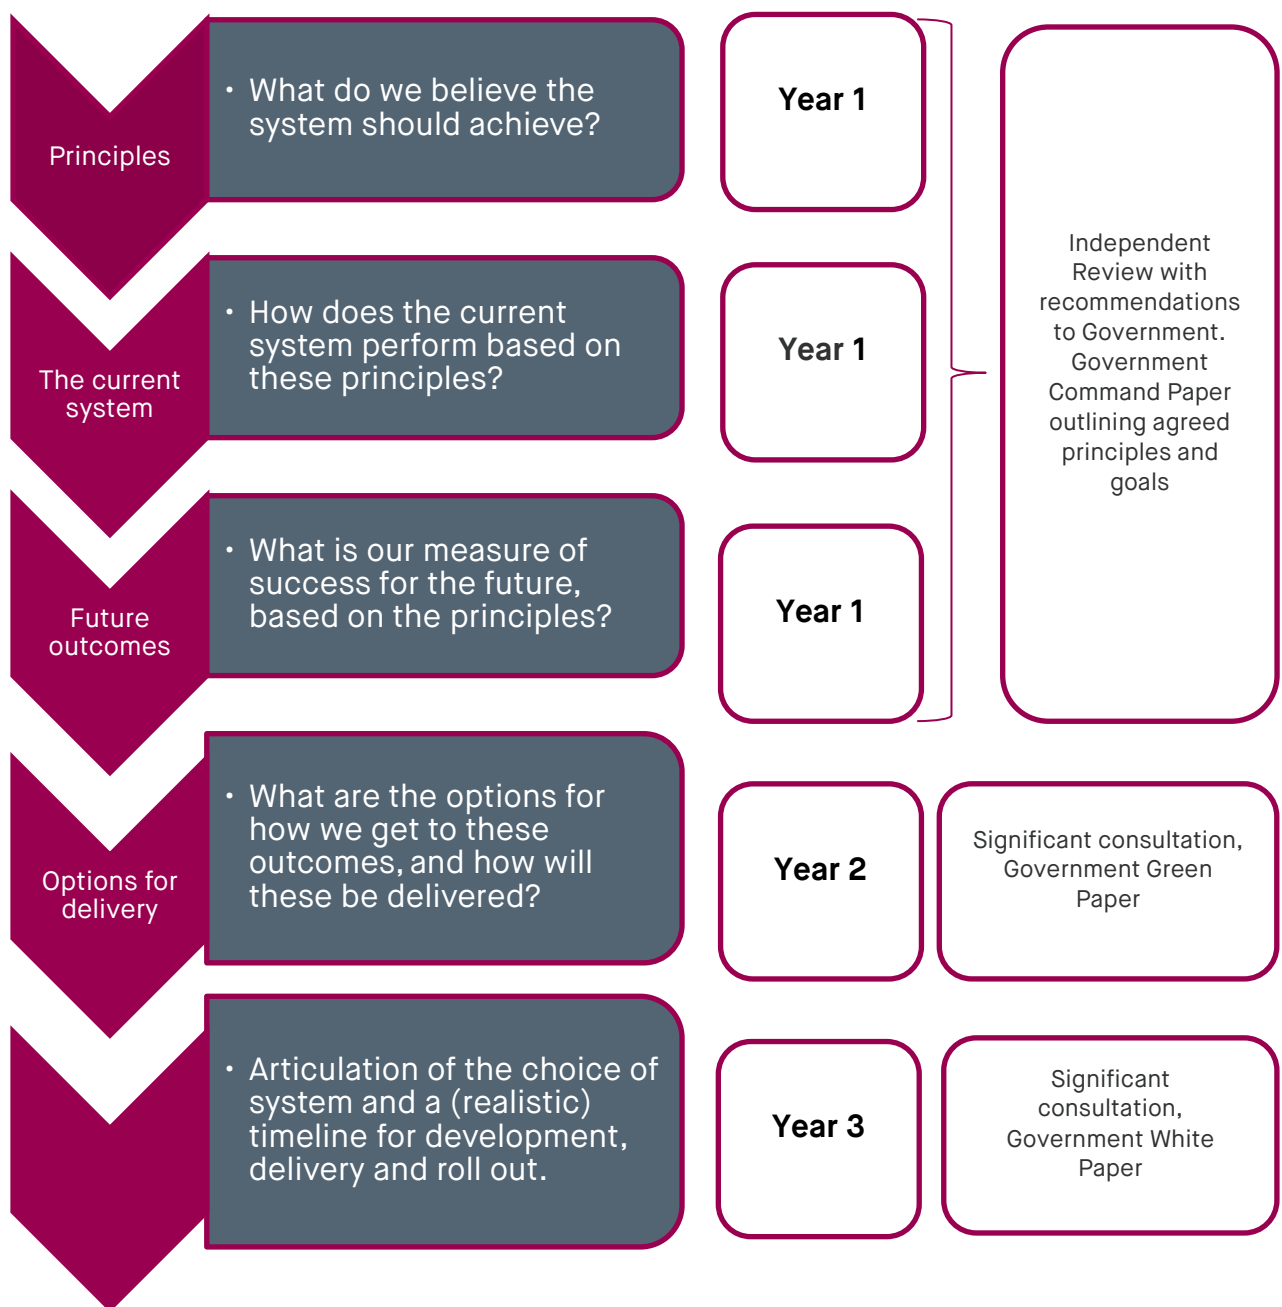 Principles
• What do we believe the
system should achieve?
Year 1
The current
system
• How does the current
system perform based on
these principles?
Year 1
Future
outcomes
• What is our measure of
success for the future,
based on the principles?
Year 1
Independent
Review with
recommendations
to Government.
Government
Command Paper
outlining agreed
principles and
goals
Options for
delivery
• What are the options for
how we get to these
outcomes, and how will
these be delivered?
Year 2
Significant consultation,
Government Green
Paper
• Articulation of the choice of
system and a (realistic)
timeline for development,
delivery and roll out.
Year 3
Significant
consultation,
Government White
Paper